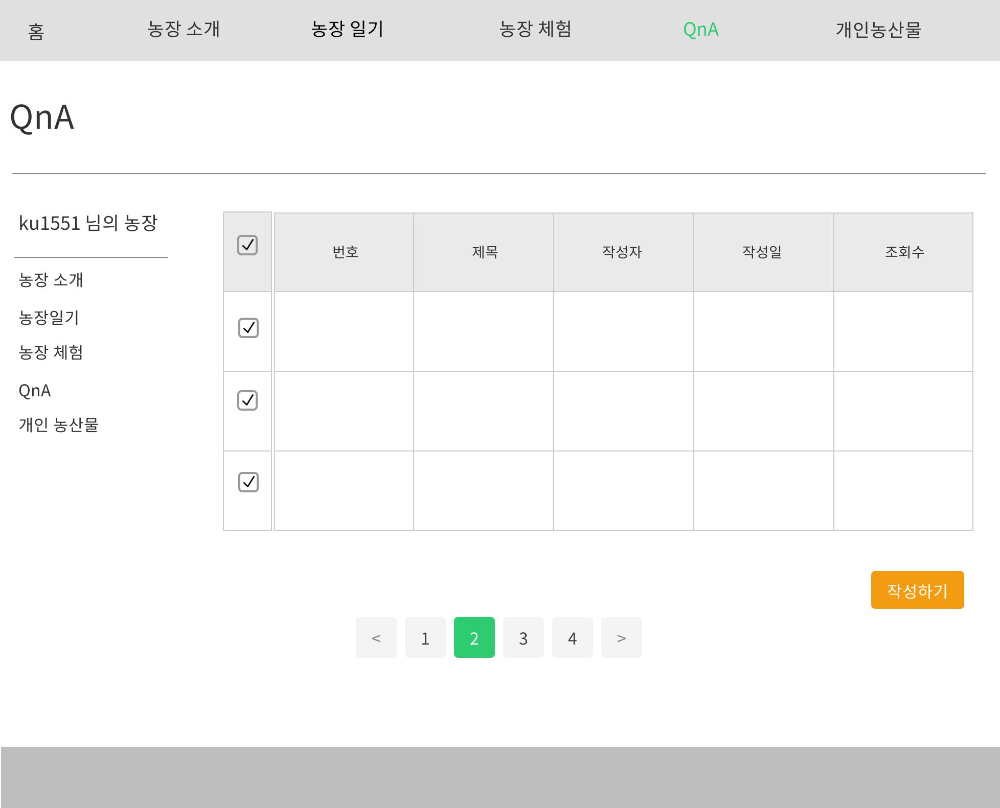 홈 농장 소개 농장 일기 농장 체험 QnA 개인농산물
QnA
ku1551 님의 농장
농장 소개
농장일기
농장 체험
QnA
개인 농산물
번호 제목 작성자 작성일 조회수
작성하기
< 1 2 3 4 >